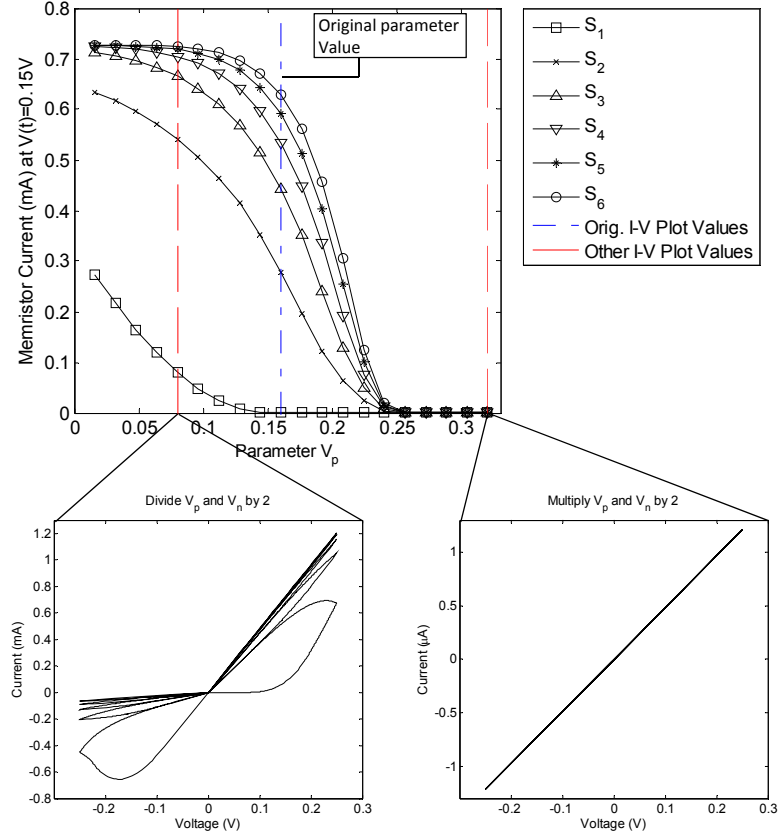 Original parameter
Value
0.8
0.7
0.6
0.5
0.4
0.3
0.2
0.1
0
Memristor Current (mA) at V(t)=0.15V
0 0.05 0.1 0.15 0.2 0.25 0.3
Parameter Vp
S1
S2
S3
S4
S5
S6
Orig. I-V Plot Values
Other I-V Plot Values
Divide Vp and Vn by 2
1.2
1
0.8
0.6
0.4
0.2
0
-0.2
-0.4
-0.6
-0.8
Current (mA)
-0.3 -0.2 -0.1 0 0.1 0.2 0.3
Voltage (V)
Multiply Vp and Vn by 2
1
0.5
0
-0.5
-1
Current (μA)
-0.3 -0.2 -0.1 0 0.1 0.2 0.3
Voltage (V)